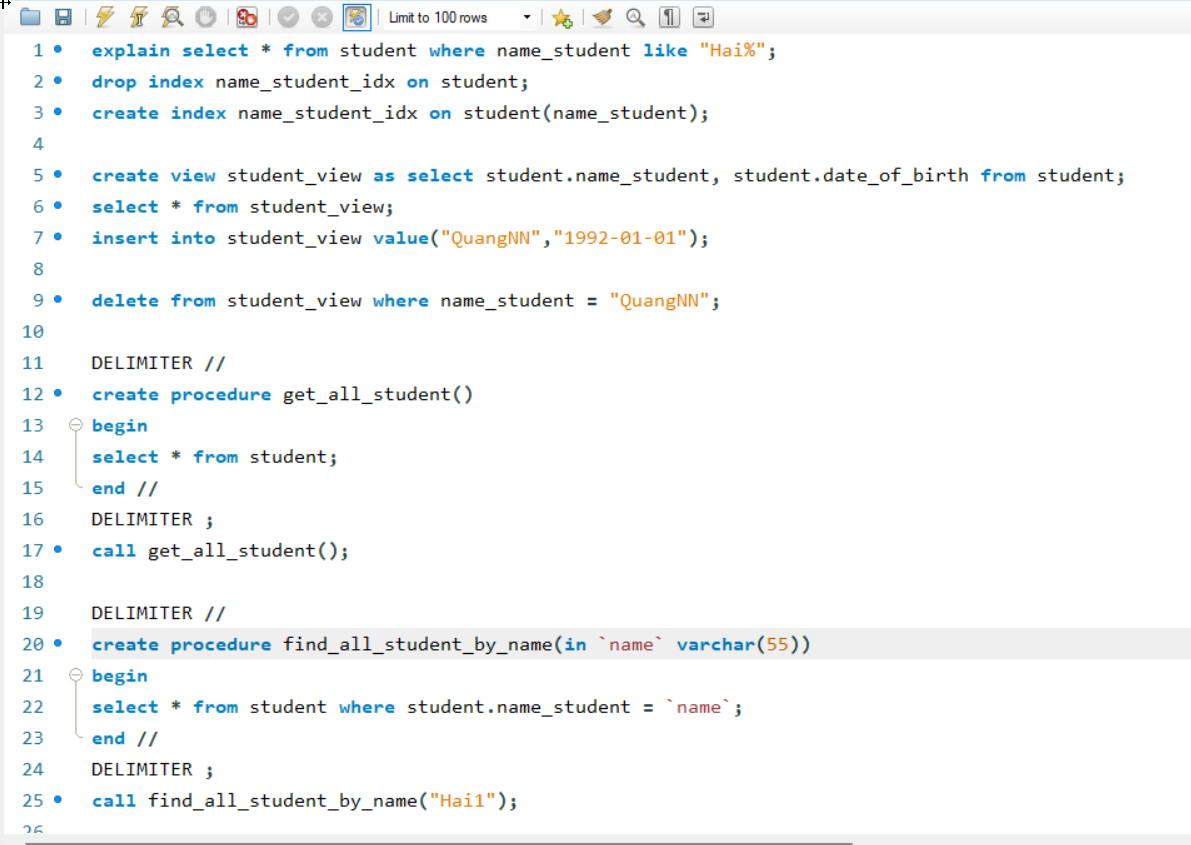 Limit to 100 rows
1 explain select * from student where name_student like "Hai%";
2 drop index name_student_idx on student;
3 create index name_student_idx on student(name_student);
4
5 create view student_view as select student.name_student, student.date_of_birth from student;
6 select * from student_view;
7 insert into student_view value("QuangNN","1992-01-01");
8
9 delete from student_view where name_student = "QuangNN";
10
11 DELIMITER //
12 create procedure get_all_student()
13 begin
14 select * from student;
15 end //
16 DELIMITER ;
17 call get_all_student();
18
19 DELIMITER //
20 create procedure find_all_student_by_name(in `name` varchar(55))
21 begin
22 select * from student where student.name_student = `name`;
23 end //
24 DELIMITER ;
25 call find_all_student_by_name("Hai1");
26